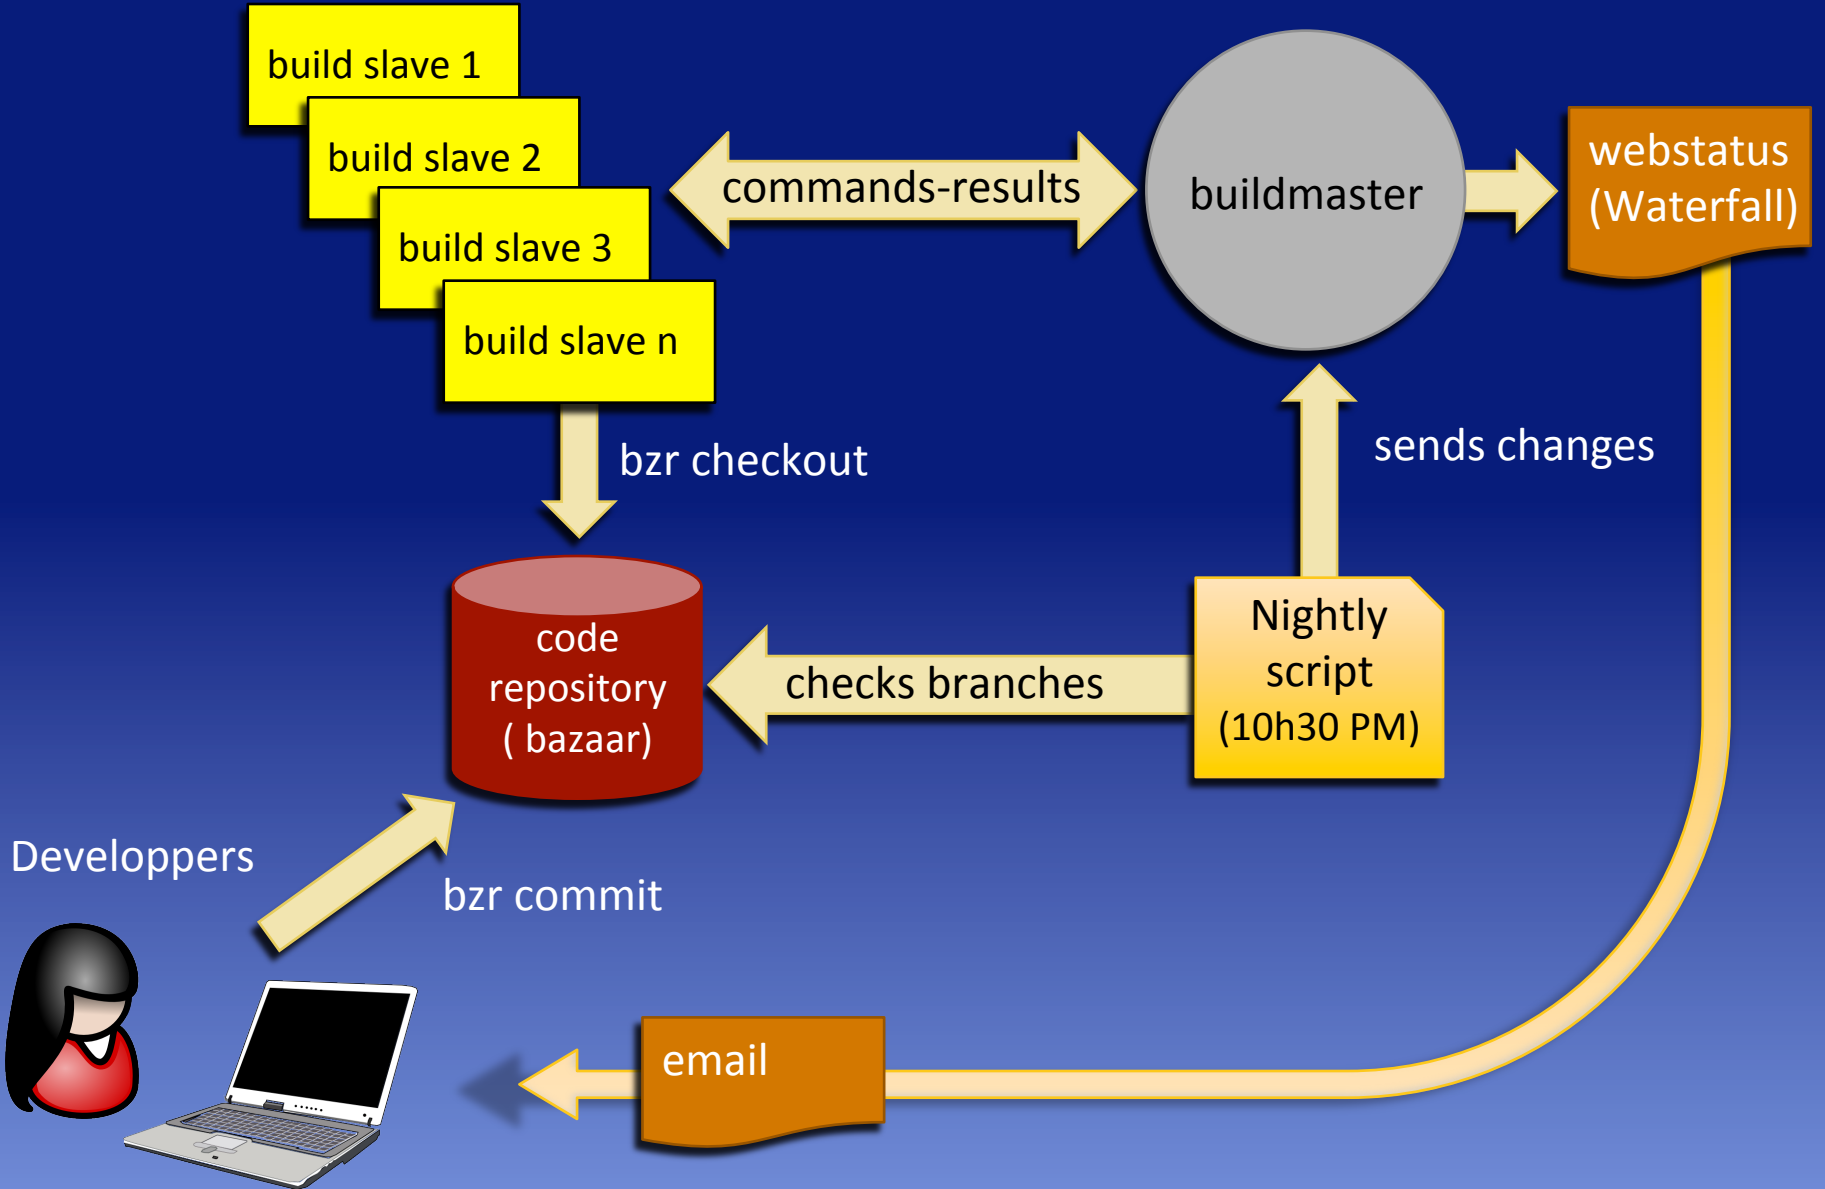 build slave 1
build slave 2
build slave 3
build slave n
commands-results
buildmaster
webstatus
(Waterfall)
bzr checkout
sends changes
code
repository
( bazaar)
checks branches
Nightly
script
(10h30 PM)
Developpers
bzr commit
email